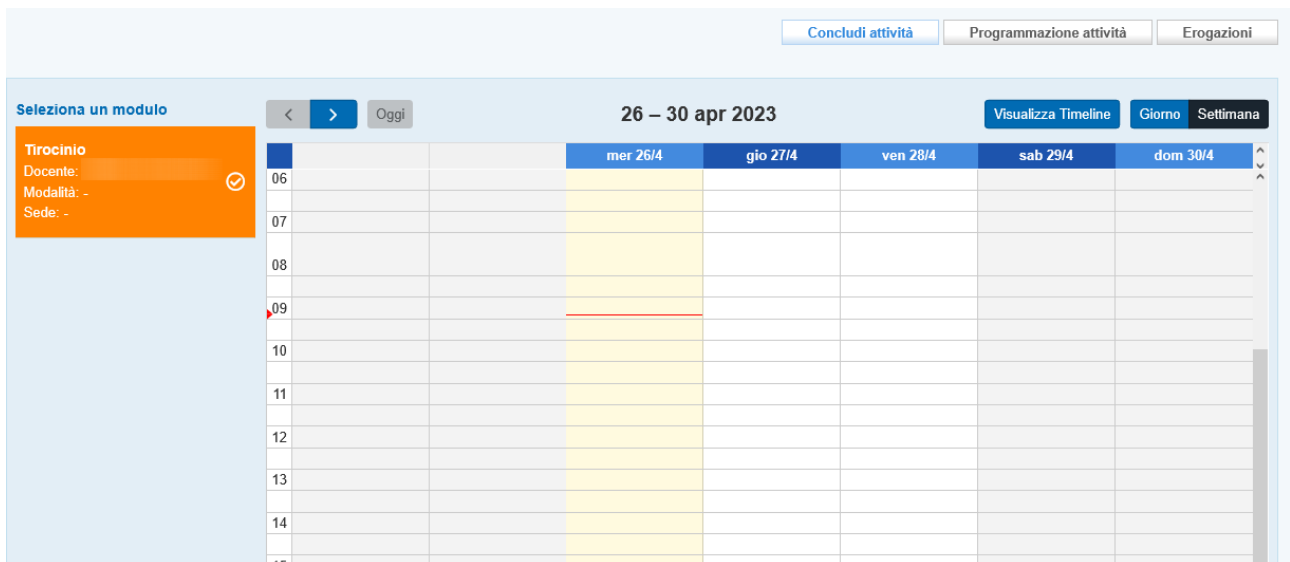 Concludi attività Programmazione attività Erogazioni
Seleziona un modulo
Oggi
26 – 30 apr 2023
Visualizza Timeline
Giorno Settimana
Tirocinio
Docente:
Modalità: -
Sede: -
mer 26/4 gio 27/4 ven 28/4 sab 29/4 dom 30/4
06
07
08
09
10
11
12
13
14